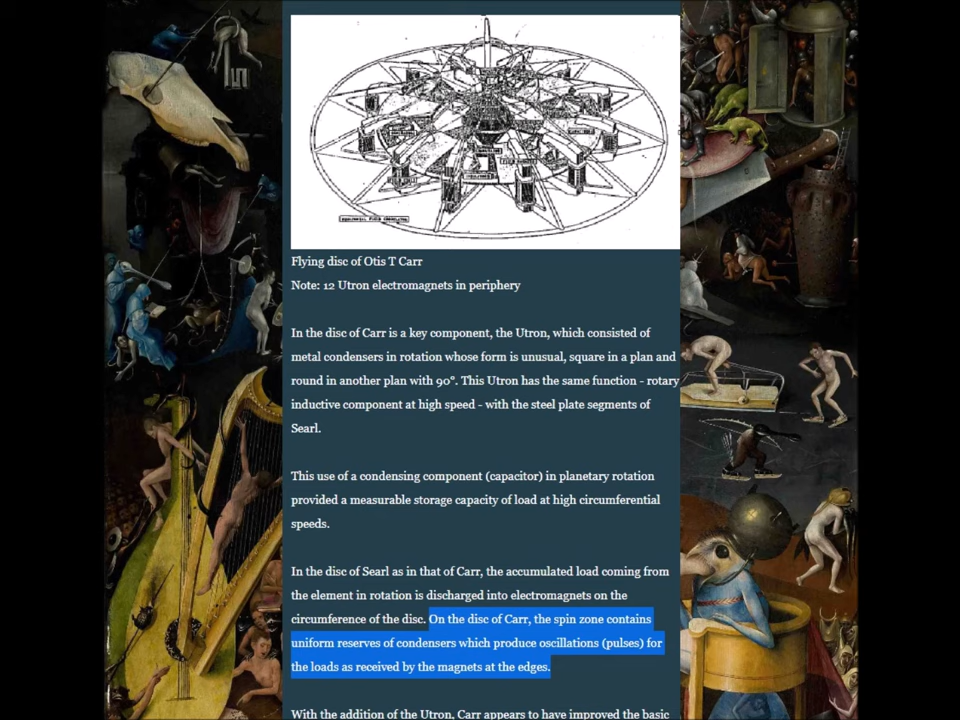 Flying disc of Otis T Carr
Note: 12 Utron electromagnets in periphery
In the disc of Carr is a key component, the Utron, which consisted of
metal condensers in rotation whose form is unusual, square in a plan and
round in another plan with 90°. This Utron has the same function - rotary
inductive component at high speed - with the steel plate segments of
Searl.
This use of a condensing component (capacitor) in planetary rotation
provided a measurable storage capacity of load at high circumferential
speeds.
In the disc of Searl as in that of Carr, the accumulated load coming from
the element in rotation is discharged into electromagnets on the
circumference of the disc. On the disc of Carr, the spin zone contains
uniform reserves of condensers which produce oscillations (pulses) for
the loads as received by the magnets at the edges.
With the addition of the Utron, Carr appears to have improved the basic